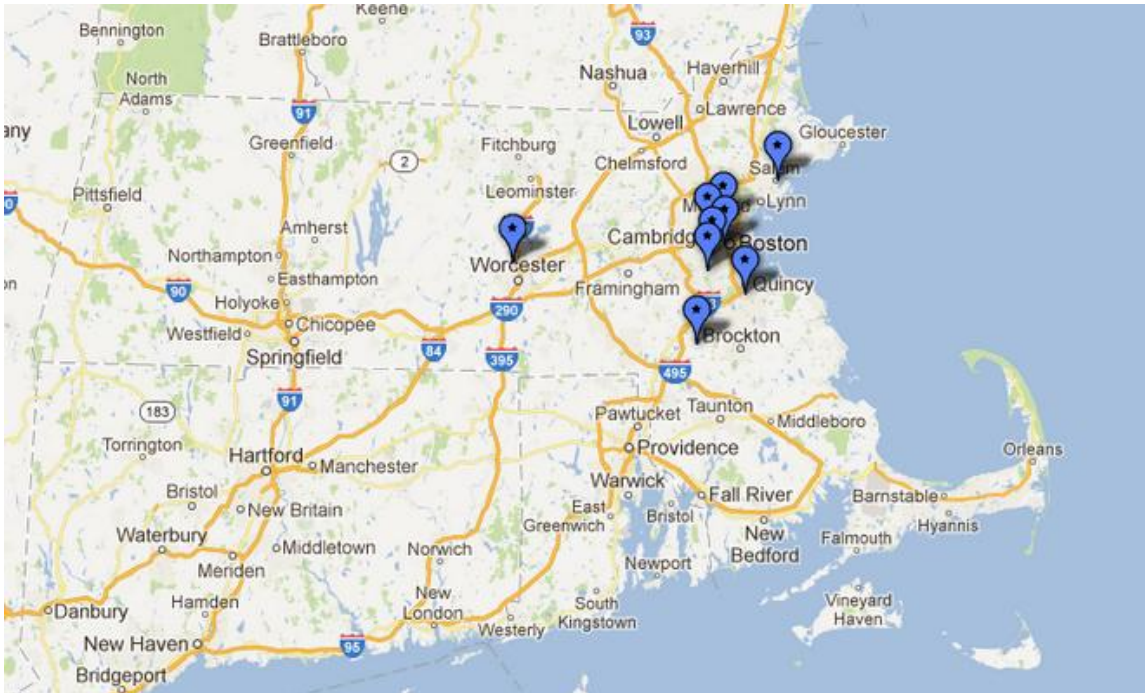 Keene
Bennington
Brattleboro
93
Nashua
Haverhill
North
Adams
91
Lawrence
any
Lowell
Gloucester
Greenfield
2
Fitchburg
Chelmsford
Salem
Pittsfield
Leominster
Lynn
Amherst
Cambridg
Boston
Northampton
Worcester
Easthampton
on
90
Framingham
Quincy
Holyoke
290
Chicopee
Westfield
Brockton
Springfield
84
395
495
91
183
Pawtucket
Taunton
Middleboro
Torrington
Hartford
Manchester
Providence
Orleans
Bristol
Warwick
Fall River
Barnstable
New Britain
East
Greenwich
Bristol
Hyannis
Waterbury
Middletown
Norwich
New
Bedford
Falmouth
Meriden
Newport
Danbury
Hamden
New
London
South
Kingstown
Vineyard
Haven
Westerly
New Haven
95
Bridgeport